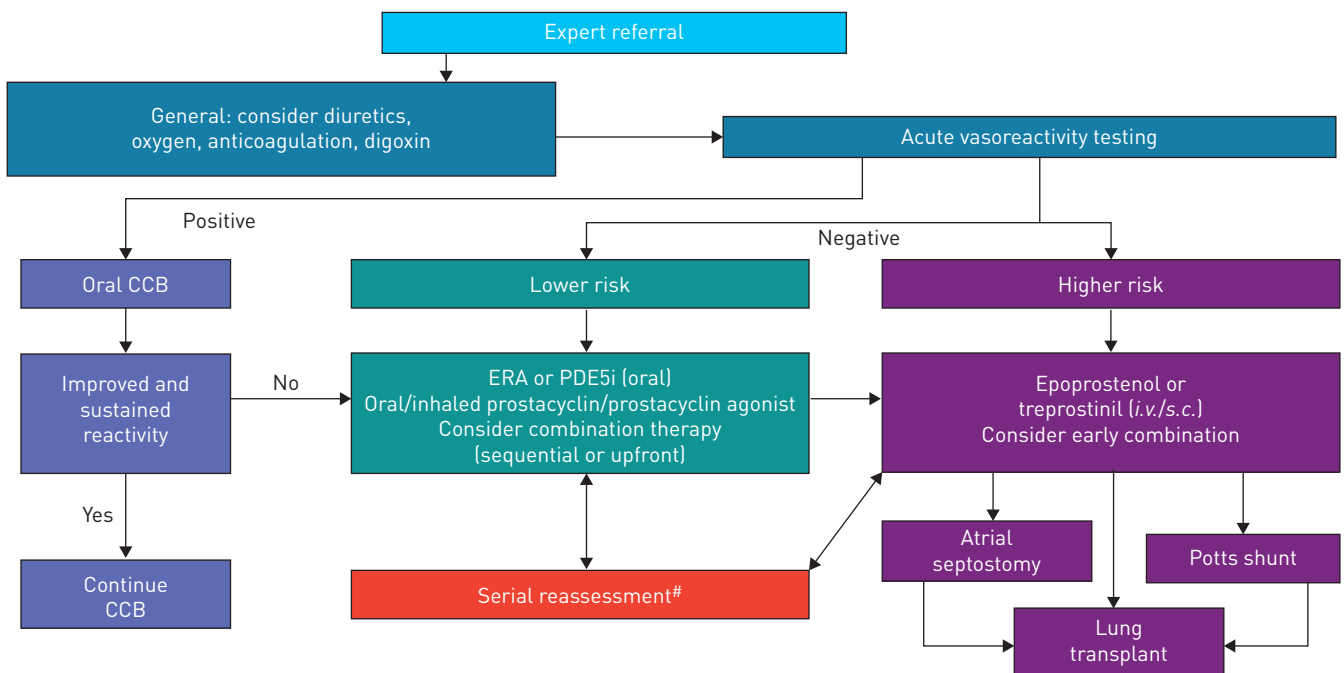 Expert referral
General: consider diuretics,
oxygen, anticoagulation, digoxin
Acute vasoreactivity testing
Positive
Negative
Oral CCB
Lower risk
Higher risk
Improved and
sustained
reactivity
No
ERA or PDE5i (oral)
Oral/inhaled prostacyclin/prostacyclin agonist
Consider combination therapy
(sequential or upfront)
Epoprostenol or
treprostinil (i.v./s.c.)
Consider early combination
Yes
Atrial
septostomy
Potts shunt
Continue
CCB
Serial reassessment#
Lung
transplant